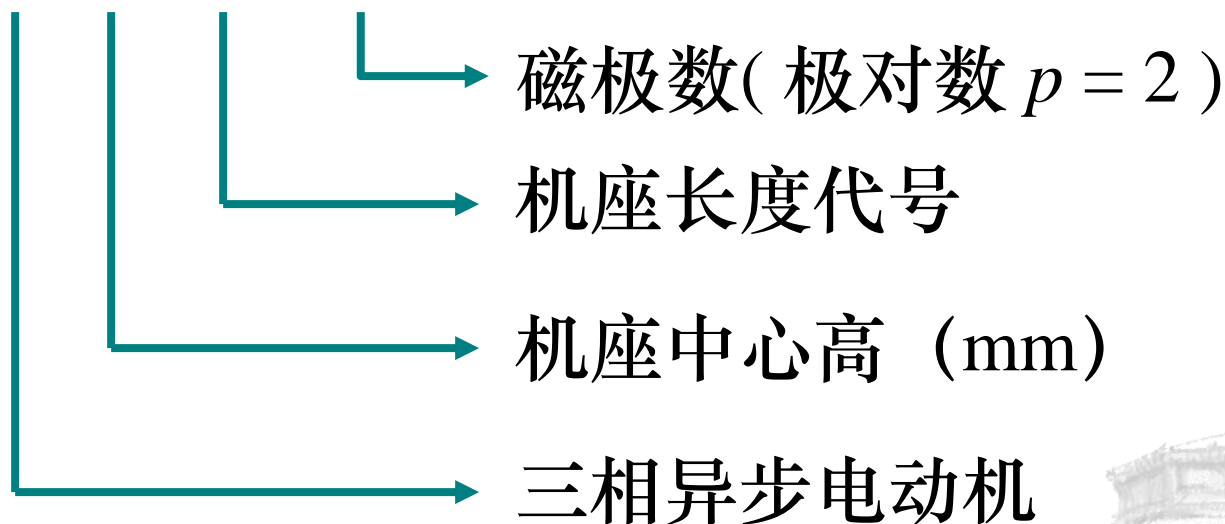 磁极数( 极对数 p = 2 )
机座长度代号
机座中心高（mm）
三相异步电动机